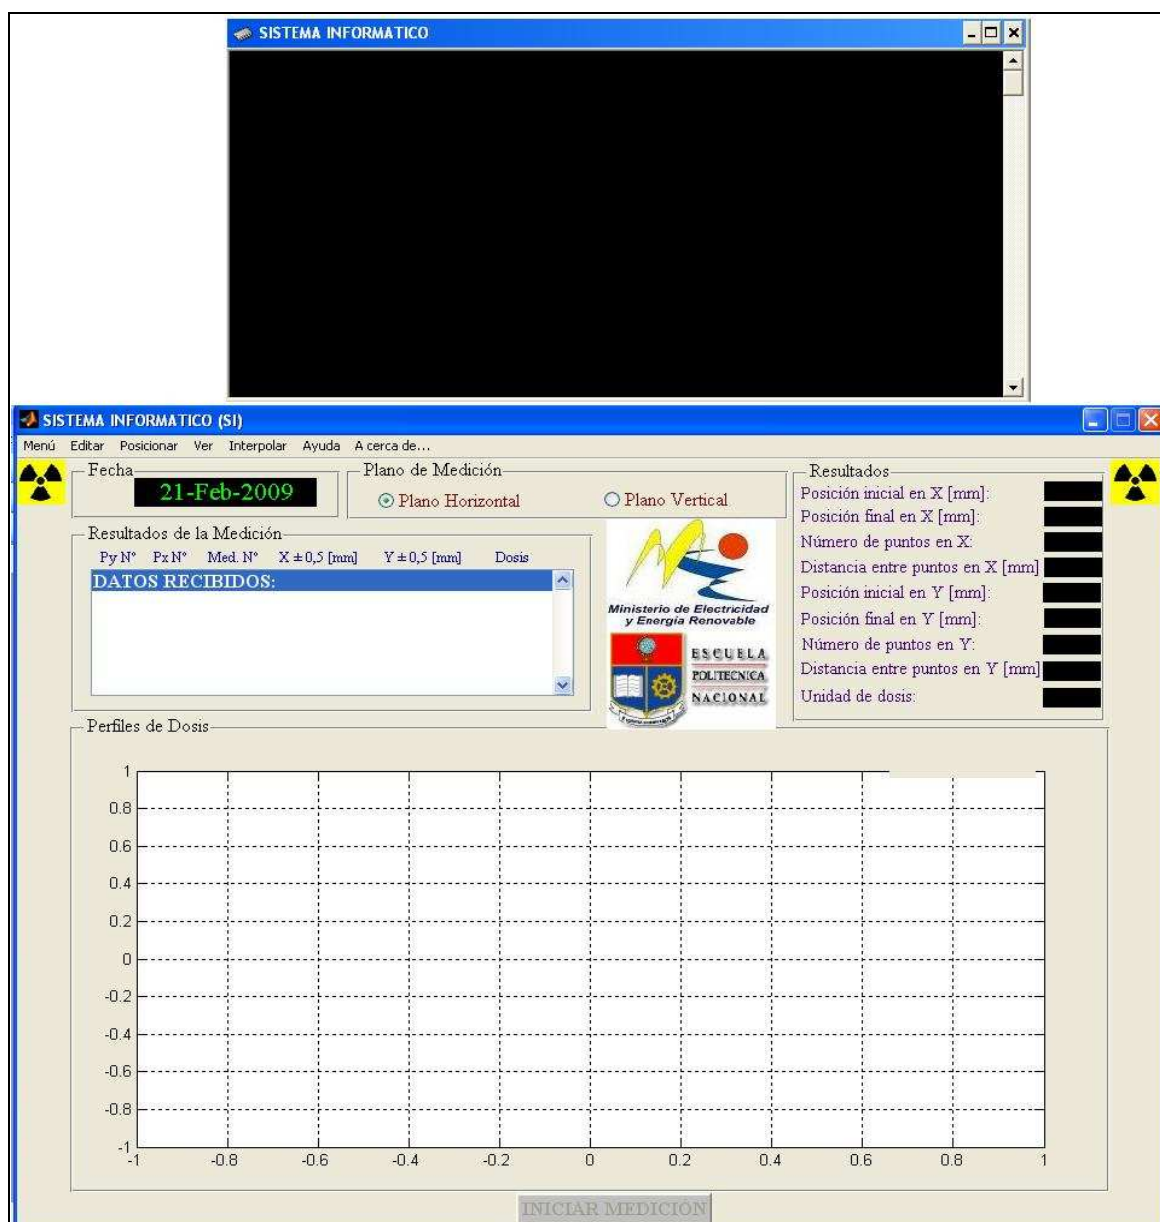 SISTEMA INFORMATICO
SISTEMA INFORMATICO (SI)
Menú Editar Posicionar Ver Interpolar Ayuda A cerca de...
Fecha
21-Feb-2009
Plano de Medición
Plano Horizontal
Plano Vertical
Resultados de la Medición
Py N° Px N° Med. N° X ± 0,5 [mm] Y ± 0,5 [mm] Dosis
DATOS RECIBIDOS:
Ministerio de Electricidad
y Energía Renovable
ESCUELA
POLITECNICA
NACIONAL
Resultados
Posición inicial en X [mm]:
Posición final en X [mm]:
Número de puntos en X:
Distancia entre puntos en X [mm]
Posición inicial en Y [mm]:
Posición final en Y [mm]:
Número de puntos en Y:
Distancia entre puntos en Y [mm]
Unidad de dosis:
Perfiles de Dosis
1
0.8
0.6
0.4
0.2
0
-0.2
-0.4
-0.6
-0.8
-1
-1 -0.8 -0.6 -0.4 -0.2 0 0.2 0.4 0.6 0.8 1
INICIAR MEDICIÓN